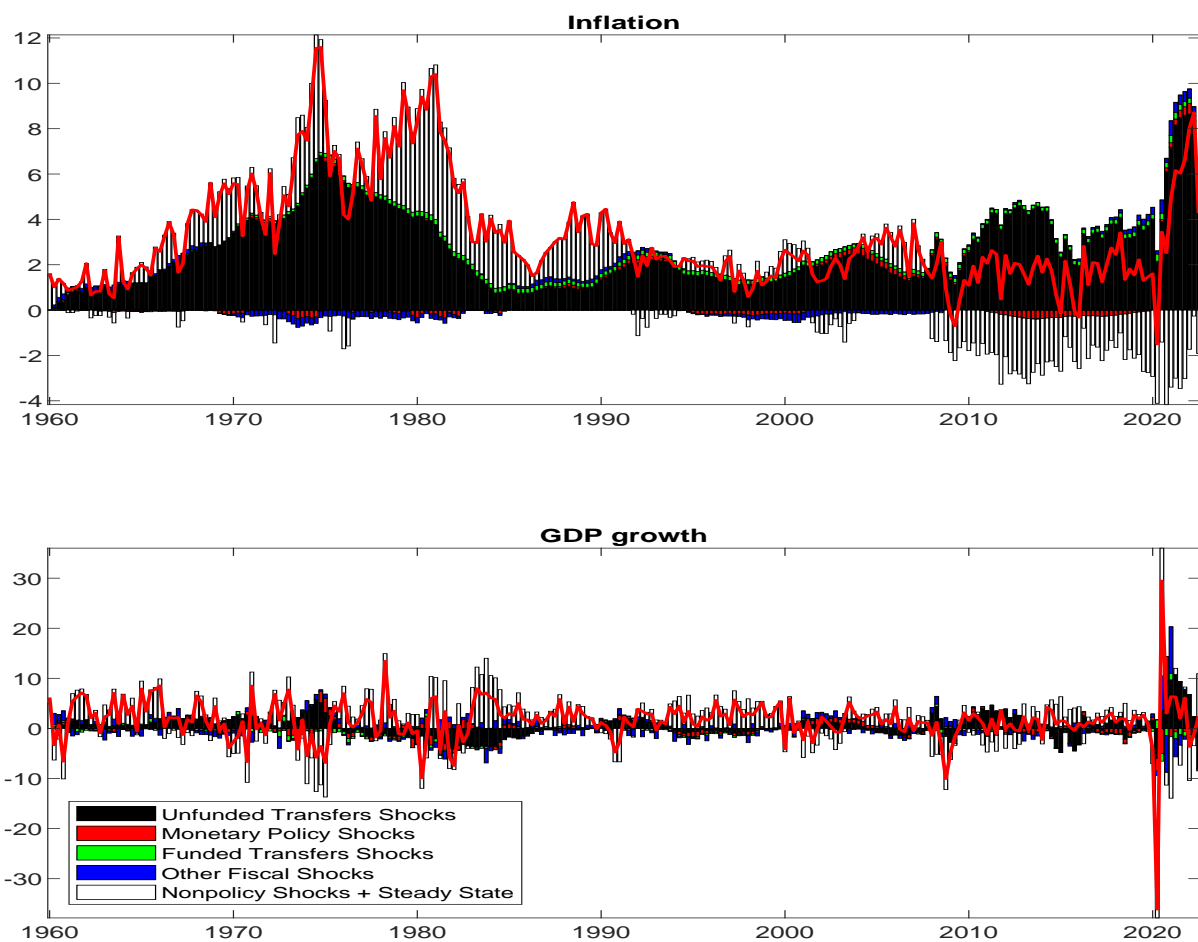 Inflation
12
10
8
6
4
2
0
-2
-4
1960 1970 1980 1990 2000 2010 2020
GDP growth
30
20
10
0
-10
-20
-30
Unfunded Transfers Shocks
Monetary Policy Shocks
Funded Transfers Shocks
Other Fiscal Shocks
Nonpolicy Shocks + Steady State
1960 1970 1980 1990 2000 2010 2020